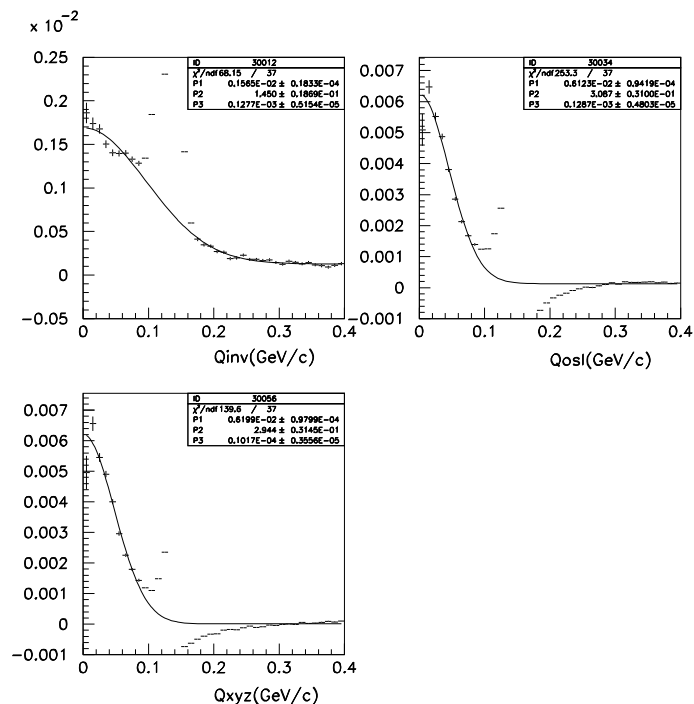 x 10⁻²
0.25
0.2
0.15
0.1
0.05
0
−0.05
0 0.1 0.2 0.3 0.4
Qinv(GeV/c)
ID 30012
χ²/ndf 68.15 / 37
P1 0.1565E-02 ± 0.1833E-04
P2 1.450 ± 0.1869E-01
P3 0.1277E-03 ± 0.5154E-05
0.007
0.006
0.005
0.004
0.003
0.002
0.001
0
−0.001
0 0.1 0.2 0.3 0.4
Qosl(GeV/c)
ID 30034
χ²/ndf 253.3 / 37
P1 0.6123E-02 ± 0.9419E-04
P2 3.087 ± 0.3100E-01
P3 0.1287E-03 ± 0.4803E-05
0.007
0.006
0.005
0.004
0.003
0.002
0.001
0
−0.001
0 0.1 0.2 0.3 0.4
Qxyz(GeV/c)
ID 30056
χ²/ndf 139.6 / 37
P1 0.6199E-02 ± 0.9799E-04
P2 2.944 ± 0.3145E-01
P3 0.1017E-04 ± 0.3556E-05